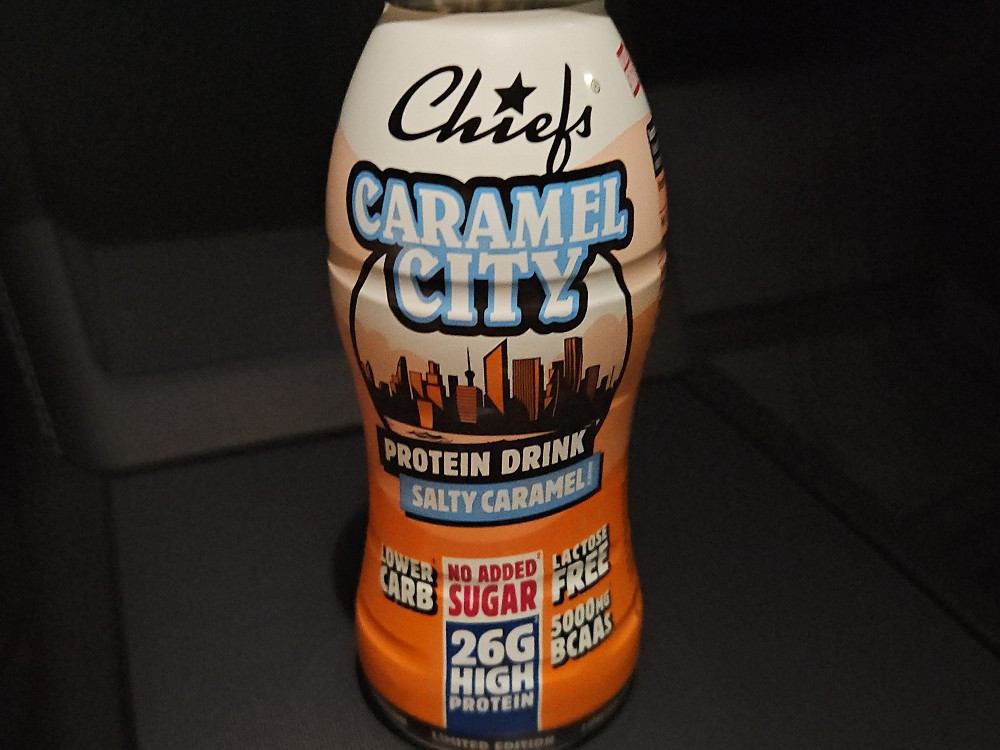 Chiefs®
CARAMEL
CITY
PROTEIN DRINK
SALTY CARAMEL!
LOWER
CARB
NO ADDED
SUGAR
26G
HIGH
PROTEIN
LACTOSE
FREE
5000MG
BCAAS
LIMITED EDITION